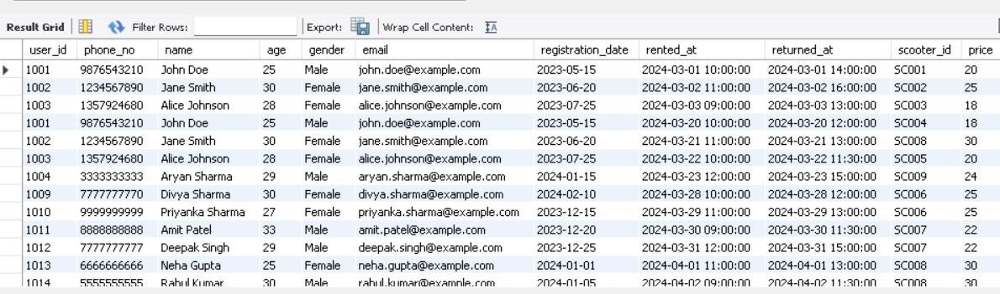 Result Grid Filter Rows: Export: Wrap Cell Content:
user_id phone_no name age gender email registration_date rented_at returned_at scooter_id price
1001 9876543210 John Doe 25 Male john.doe@example.com 2023-05-15 2024-03-01 10:00:00 2024-03-01 14:00:00 SC001 20
1002 1234567890 Jane Smith 30 Female jane.smith@example.com 2023-06-20 2024-03-02 11:00:00 2024-03-02 16:00:00 SC002 25
1003 1357924680 Alice Johnson 28 Female alice.johnson@example.com 2023-07-25 2024-03-03 09:00:00 2024-03-03 13:00:00 SC003 18
1001 9876543210 John Doe 25 Male john.doe@example.com 2023-05-15 2024-03-20 10:00:00 2024-03-20 12:00:00 SC004 18
1002 1234567890 Jane Smith 30 Female jane.smith@example.com 2023-06-20 2024-03-21 11:00:00 2024-03-21 13:00:00 SC008 30
1003 1357924680 Alice Johnson 28 Female alice.johnson@example.com 2023-07-25 2024-03-22 10:00:00 2024-03-22 11:30:00 SC005 20
1004 3333333333 Aryan Sharma 29 Male aryan.sharma@example.com 2024-01-15 2024-03-23 12:00:00 2024-03-23 15:00:00 SC009 24
1009 7777777770 Divya Sharma 30 Female divya.sharma@example.com 2024-02-10 2024-03-28 10:00:00 2024-03-28 12:00:00 SC006 25
1010 9999999999 Priyanka Sharma 27 Female priyanka.sharma@example.com 2023-12-15 2024-03-29 11:00:00 2024-03-29 13:00:00 SC006 25
1011 8888888888 Amit Patel 33 Male amit.patel@example.com 2023-12-20 2024-03-30 09:00:00 2024-03-30 11:30:00 SC007 22
1012 7777777777 Deepak Singh 29 Male deepak.singh@example.com 2023-12-25 2024-03-31 12:00:00 2024-03-31 15:00:00 SC007 22
1013 6666666666 Neha Gupta 25 Female neha.gupta@example.com 2024-01-01 2024-04-01 11:00:00 2024-04-01 13:00:00 SC008 30
1014 5555555555 Rahul Kumar 30 Male rahul.kumar@example.com 2024-01-05 2024-04-02 09:00:00 2024-04-02 11:30:00 SC008 30